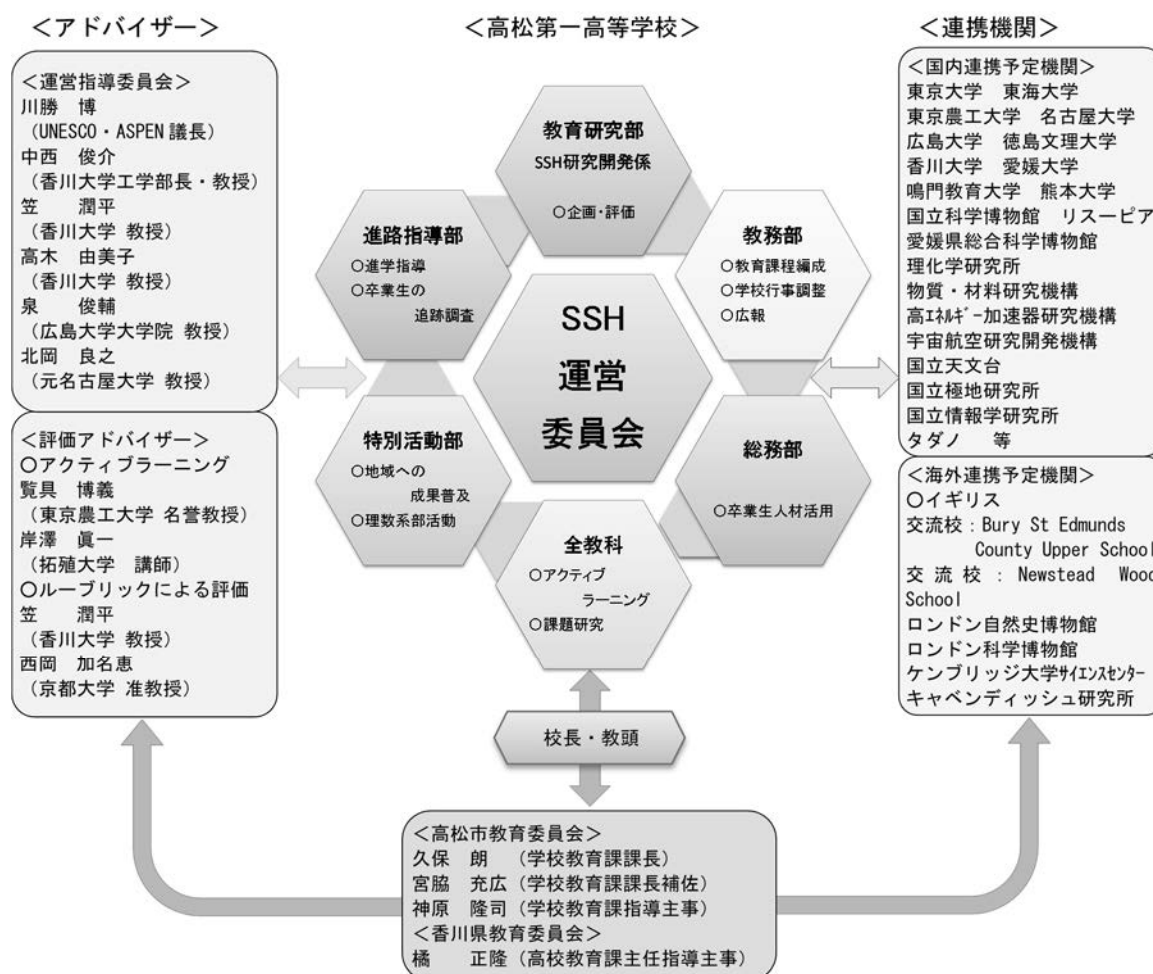 <アドバイザー>
<運営指導委員会>
川勝 博
(UNESCO・ASPEN議長)
中西 俊介
(香川大学工学部長・教授)
笠 潤平
(香川大学 教授)
高木 由美子
(香川大学 教授)
泉 俊輔
(広島大学大学院 教授)
北岡 良之
(元名古屋大学 教授)
<評価アドバイザー>
○アクティブラーニング
覧具 博義
(東京農工大学 名誉教授)
岸澤 眞一
(拓殖大学 講師)
○ルーブリックによる評価
笠 潤平
(香川大学 教授)
西岡 加名恵
(京都大学 准教授)
<高松第一高等学校>
教育研究部
SSH研究開発係
○企画・評価
進路指導部
○進学指導
○卒業生の
追跡調査
教務部
○教育課程編成
○学校行事調整
○広報
SSH
運営
委員会
特別活動部
○地域への
成果普及
○理数系部活動
総務部
○卒業生人材活用
全教科
○アクティブ
ラーニング
○課題研究
校長・教頭
<連携機関>
<国内連携予定機関>
東京大学 東海大学
東京農工大学 名古屋大学
広島大学 徳島文理大学
香川大学 愛媛大学
鳴門教育大学 熊本大学
国立科学博物館 リスーピア
愛媛県総合科学博物館
理化学研究所
物質・材料研究機構
高エネルギー加速器研究機構
宇宙航空研究開発機構
国立天文台
国立極地研究所
国立情報学研究所
タダノ 等
<海外連携予定機関>
○イギリス
交流校：Bury St Edmunds
County Upper School
交流校：Newstead Wood
School
ロンドン自然史博物館
ロンドン科学博物館
ケンブリッジ大学サイエンスセンター
キャベンディッシュ研究所
<高松市教育委員会>
久保 朗 (学校教育課課長)
宮脇 充広 (学校教育課課長補佐)
神原 隆司 (学校教育課指導主事)
<香川県教育委員会>
橘 正隆 (高校教育課主任指導主事)